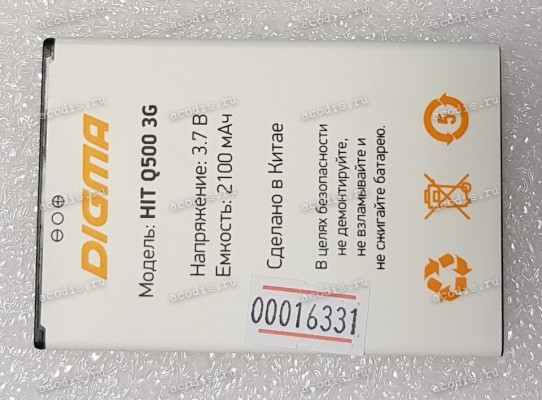 DIGMA
Модель: HIT Q500 3G
Напряжение: 3.7 В
Емкость: 2100 мАч
Сделано в Китае
В целях безопасности
не демонтируйте,
не взламывайте и
не сжигайте батарею.
5
00016331
acodis.ru